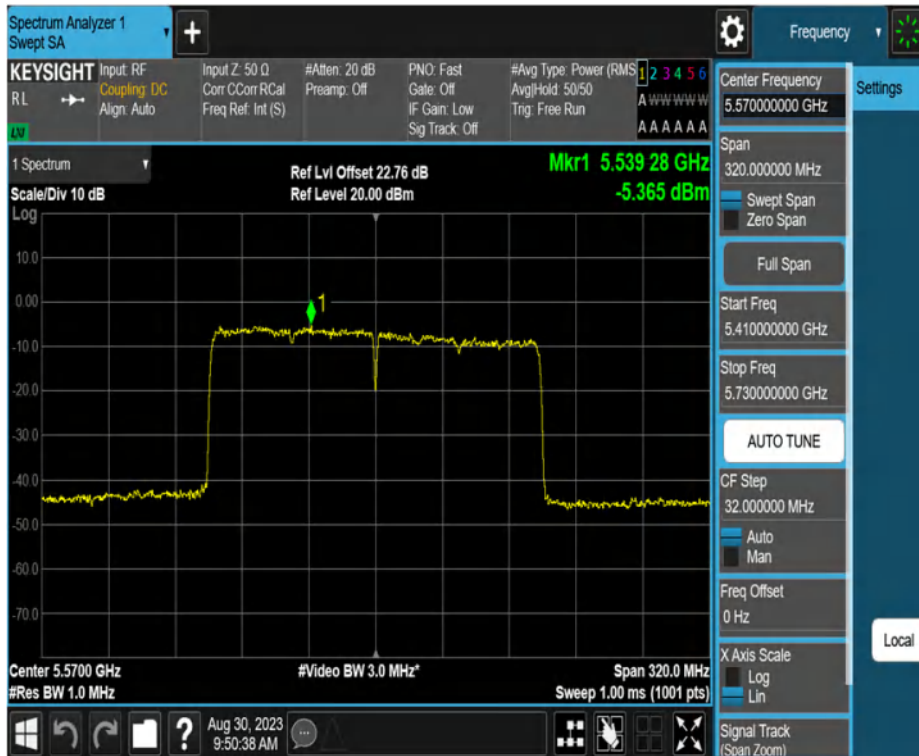 Spectrum Analyzer 1
Swept SA
+
Frequency
KEYSIGHT
RL
LXI
Input: RF
Coupling: DC
Align: Auto
Input Z: 50 Ω
Corr CCorr RCal
Freq Ref: Int (S)
#Atten: 20 dB
Preamp: Off
PNO: Fast
Gate: Off
IF Gain: Low
Sig Track: Off
#Avg Type: Power (RMS
Avg|Hold: 50/50
Trig: Free Run
1 2 3 4 5 6
A W W W W W
A A A A A A
Settings
Center Frequency
5.570000000 GHz
Span
320.000000 MHz
Swept Span
Zero Span
Full Span
Start Freq
5.410000000 GHz
Stop Freq
5.730000000 GHz
AUTO TUNE
CF Step
32.000000 MHz
Auto
Man
Freq Offset
0 Hz
X Axis Scale
Log
Lin
Signal Track
(Span Zoom)
Local
1 Spectrum
Scale/Div 10 dB
Ref Lvl Offset 22.76 dB
Ref Level 20.00 dBm
Mkr1 5.539 28 GHz
-5.365 dBm
Log
10.0
0.00
-10.0
-20.0
-30.0
-40.0
-50.0
-60.0
-70.0
1
Center 5.5700 GHz
#Res BW 1.0 MHz
#Video BW 3.0 MHz*
Span 320.0 MHz
Sweep 1.00 ms (1001 pts)
?
Aug 30, 2023
9:50:38 AM